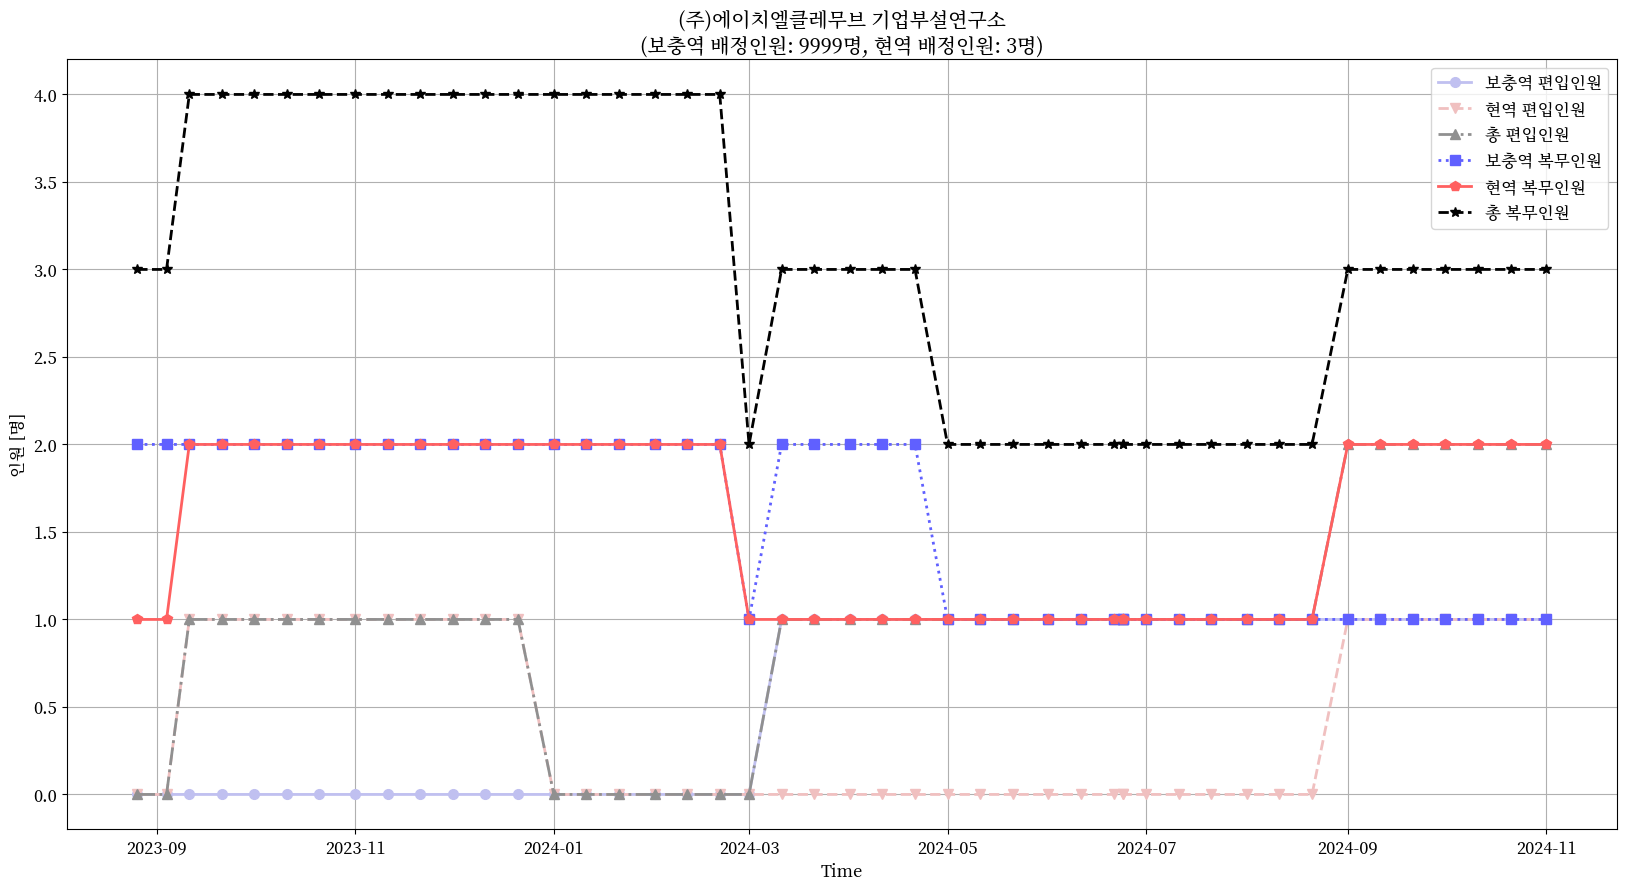 (주)에이치엘클레무브 기업부설연구소
(보충역 배정인원: 9999명, 현역 배정인원: 3명)
보충역 편입인원
현역 편입인원
총 편입인원
보충역 복무인원
현역 복무인원
총 복무인원
인원 [명]
4.0
3.5
3.0
2.5
2.0
1.5
1.0
0.5
0.0
2023-09 2023-11 2024-01 2024-03 2024-05 2024-07 2024-09 2024-11
Time